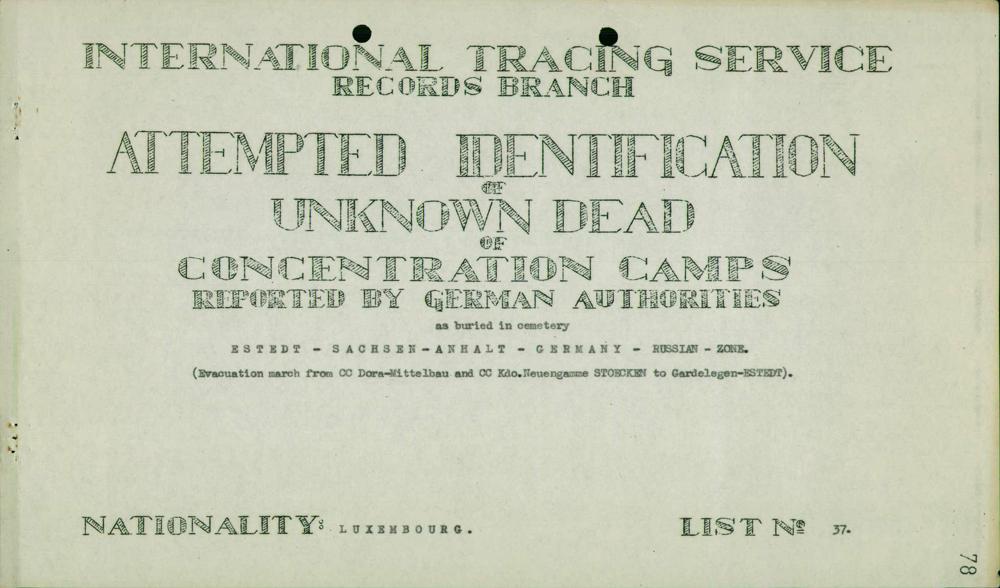 INTERNATIONAL TRACING SERVICE
RECORDS BRANCH
ATTEMPTED IDENTIFICATION
OF
UNKNOWN DEAD
OF
CONCENTRATION CAMPS
REPORTED BY GERMAN AUTHORITIES
as buried in cemetery
ESTEDT - SACHSEN-ANHALT - GERMANY - RUSSIAN - ZONE.
(Evacuation march from CC Dora-Mittelbau and CC Kdo.Neuengamme STOECKEN to Gardelegen-ESTEDT).
NATIONALITY: LUXEMBOURG. LIST Nº 37.
78